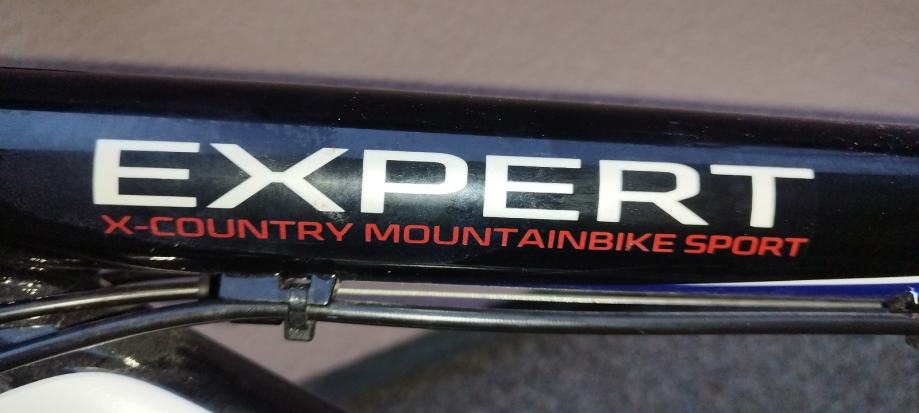 EXPERT
X-COUNTRY MOUNTAINBIKE SPORT